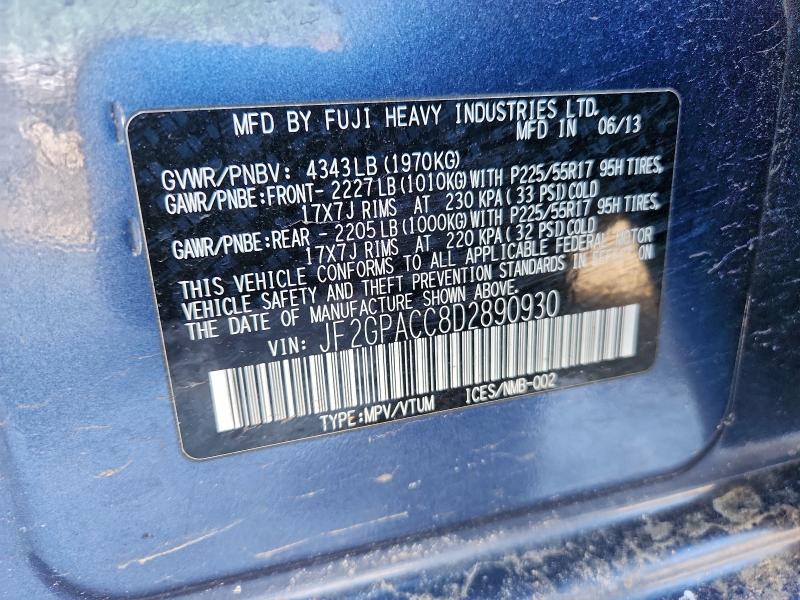 MFD BY FUJI HEAVY INDUSTRIES LTD.
MFD IN 06/13
GVWR/PNBV: 4343LB(1970KG)
GAWR/PNBE:FRONT- 2227LB(1010KG)WITH P225/55R17 95H TIRES,
17X7J RIMS AT 230 KPA( 33 PSI)COLD
GAWR/PNBE:REAR - 2205LB(1000KG)WITH P225/55R17 95H TIRES,
17X7J RIMS AT 220 KPA( 32 PSI)COLD
THIS VEHICLE CONFORMS TO ALL APPLICABLE FEDERAL MOTOR
VEHICLE SAFETY AND THEFT PREVENTION STANDARDS IN EFFECT ON
THE DATE OF MANUFACTURE SHOWN ABOVE.
VIN: JF2GPACC8D2890930
TYPE:MPV/VTUM ICES/NMB-002